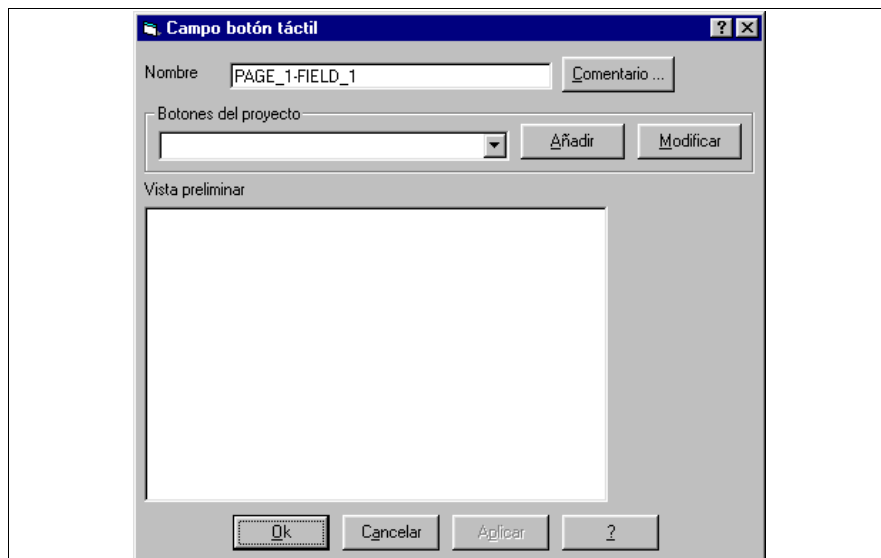 Campo botón táctil
Nombre PAGE_1-FIELD_1 Comentario ...
Botones del proyecto
Añadir Modificar
Vista preliminar
Ok Cancelar Aplicar ?